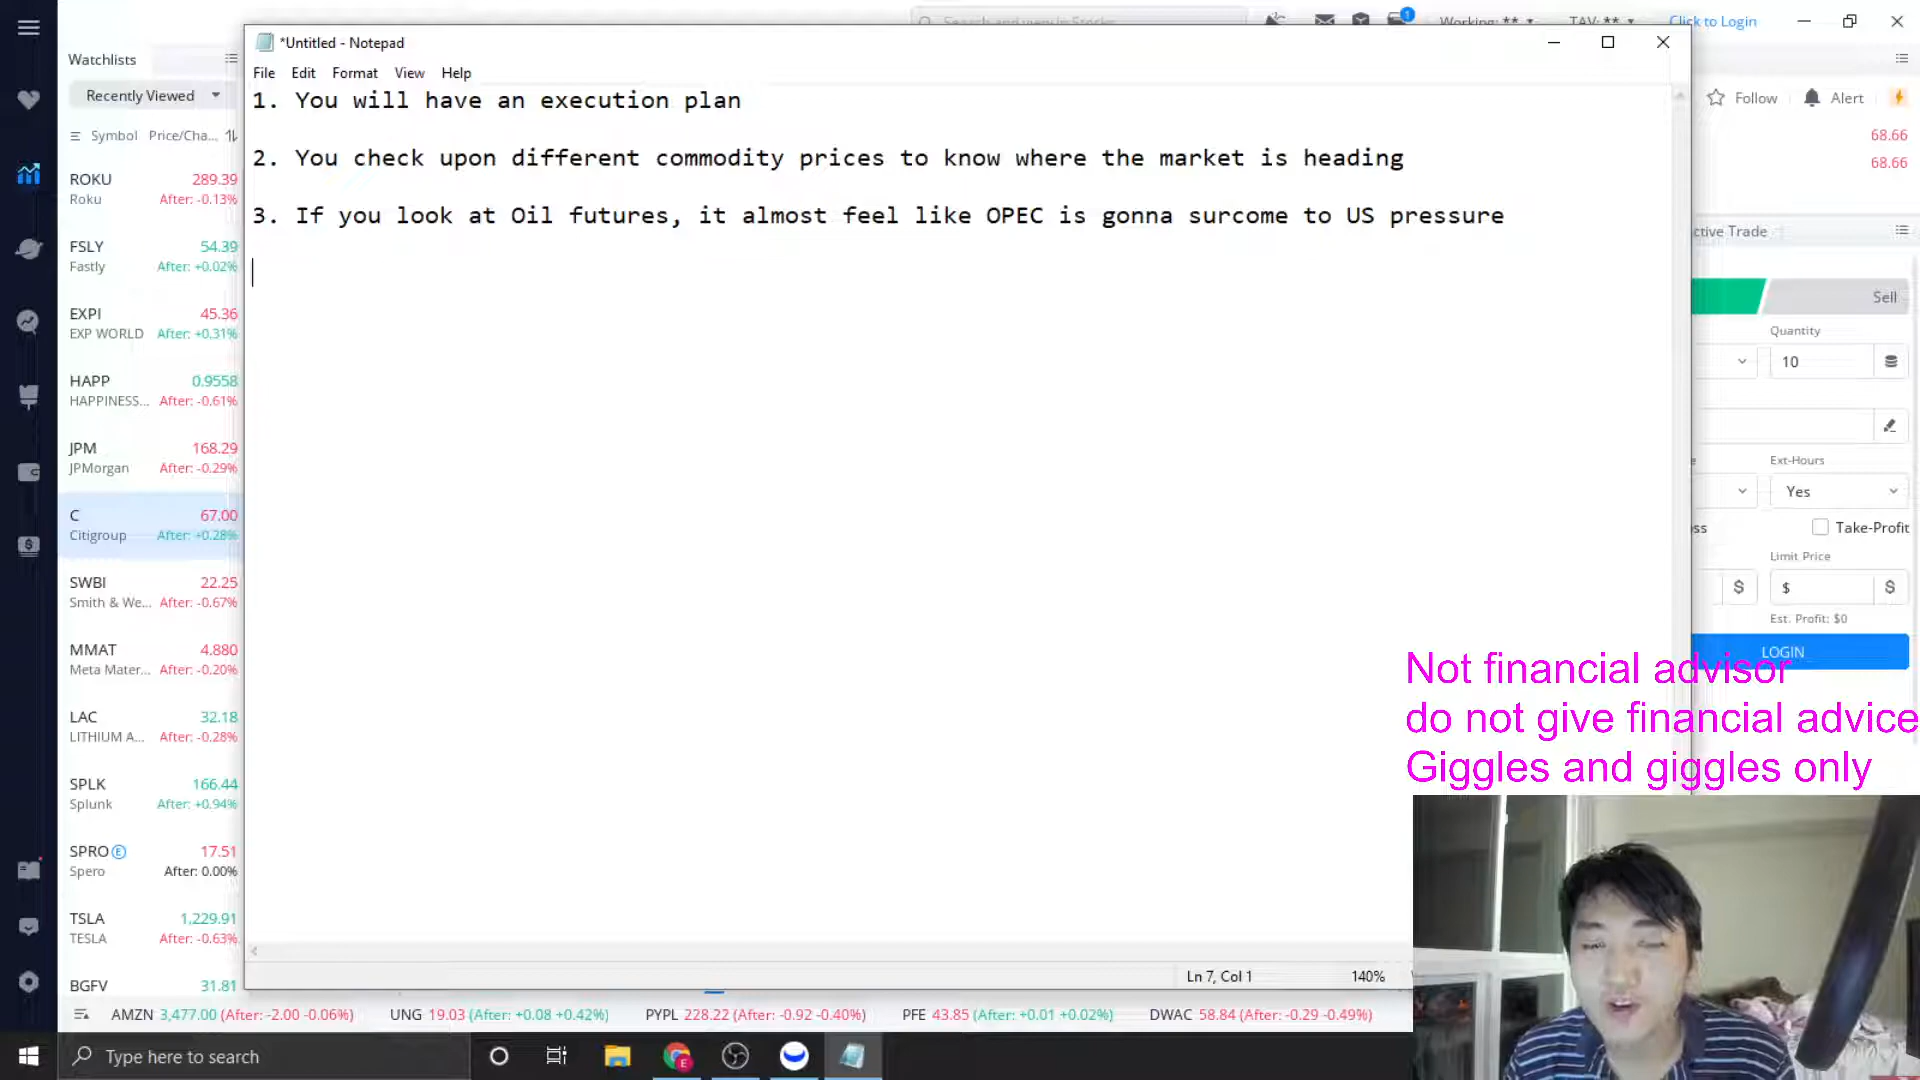 Search and view in Stocks
1
Working: ** TAV: ** Click to Login
*Untitled - Notepad
File Edit Format View Help
1. You will have an execution plan
2. You check upon different commodity prices to know where the market is heading
3. If you look at Oil futures, it almost feel like OPEC is gonna surcome to US pressure
Watchlists
Recently Viewed
Symbol Price/Cha...
ROKU 289.39
Roku After: -0.13%
FSLY 54.39
Fastly After: +0.02%
EXPI 45.36
EXP WORLD After: +0.31%
HAPP 0.9558
HAPPINESS... After: -0.61%
JPM 168.29
JPMorgan After: -0.29%
C 67.00
Citigroup After: +0.28%
SWBI 22.25
Smith & We... After: -0.67%
MMAT 4.880
Meta Mater... After: -0.20%
LAC 32.18
LITHIUM A... After: -0.28%
SPLK 166.44
Splunk After: +0.94%
SPRO E 17.51
Spero After: 0.00%
TSLA 1,229.91
TESLA After: -0.63%
BGFV 31.81
Follow Alert
68.66
68.66
ctive Trade
Sell
Quantity
10
Ext-Hours
Yes
ss Take-Profit
Limit Price
$ $ $
Est. Profit: $0
LOGIN
Not financial advisor
do not give financial advice
Giggles and giggles only
Ln 7, Col 1 140%
AMZN 3,477.00 (After: -2.00 -0.06%) UNG 19.03 (After: +0.08 +0.42%) PYPL 228.22 (After: -0.92 -0.40%) PFE 43.85 (After: +0.01 +0.02%) DWAC 58.84 (After: -0.29 -0.49%)
Type here to search